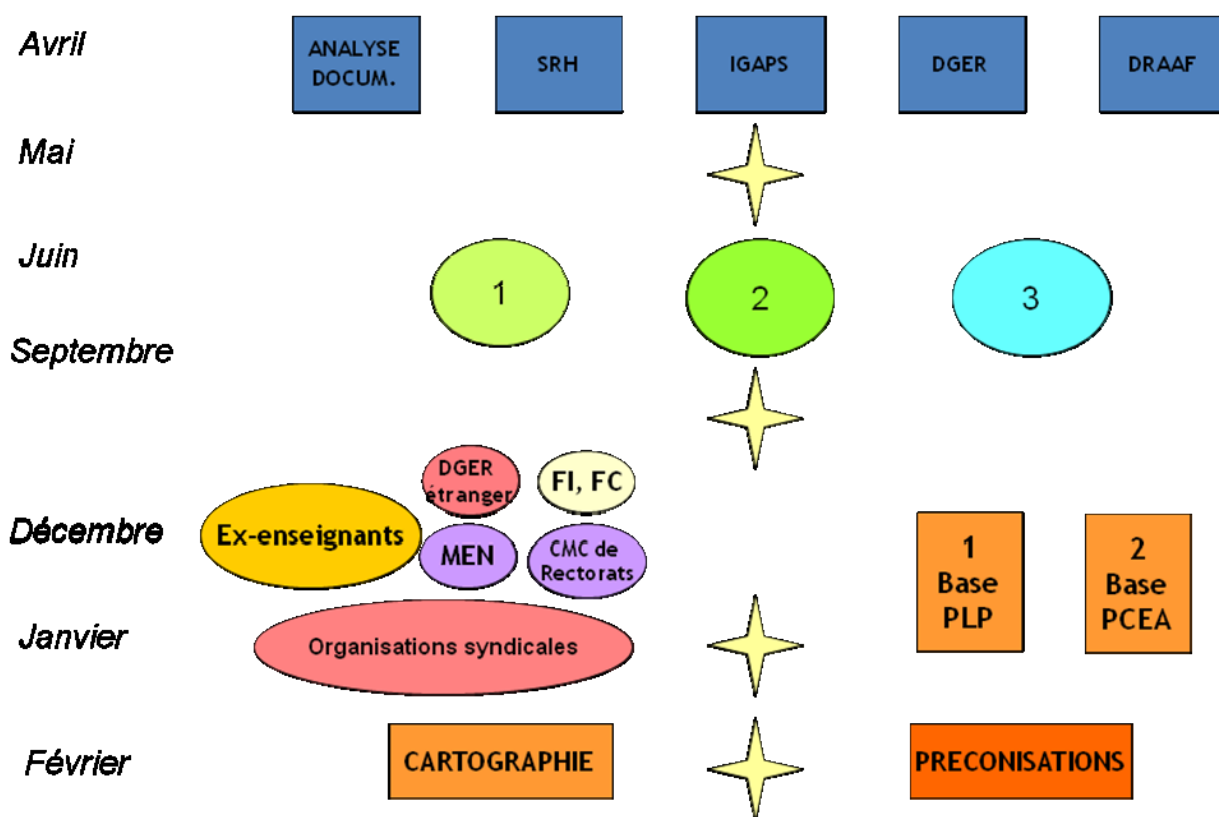 Avril
ANALYSE
DOCUM.
SRH
IGAPS
DGER
DRAAF
Mai
Juin
1
2
3
Septembre
DGER
étranger
FI, FC
Décembre
Ex-enseignants
MEN
CMC de
Rectorats
1
Base
PLP
2
Base
PCEA
Janvier
Organisations syndicales
Février
CARTOGRAPHIE
PRECONISATIONS